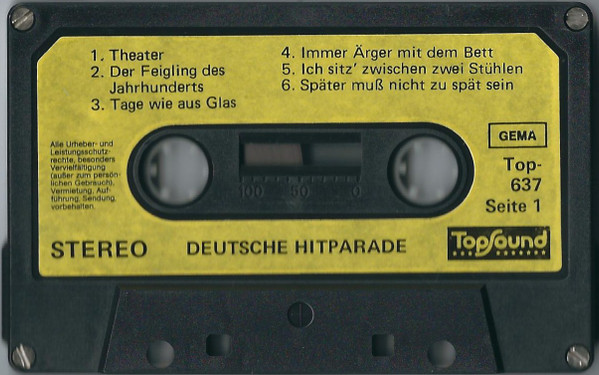 1. Theater
2. Der Feigling des
Jahrhunderts
3. Tage wie aus Glas
4. Immer Ärger mit dem Bett
5. Ich sitz' zwischen zwei Stühlen
6. Später muß nicht zu spät sein
Alle Urheber- und
Leistungsschutz-
rechte, besonders
Vervielfältigung
(außer zum persön-
lichen Gebrauch),
Vermietung, Auf-
führung, Sendung
vorbehalten.
100 50 0
GEMA
Top-
637
Seite 1
STEREO DEUTSCHE HITPARADE
TopSound